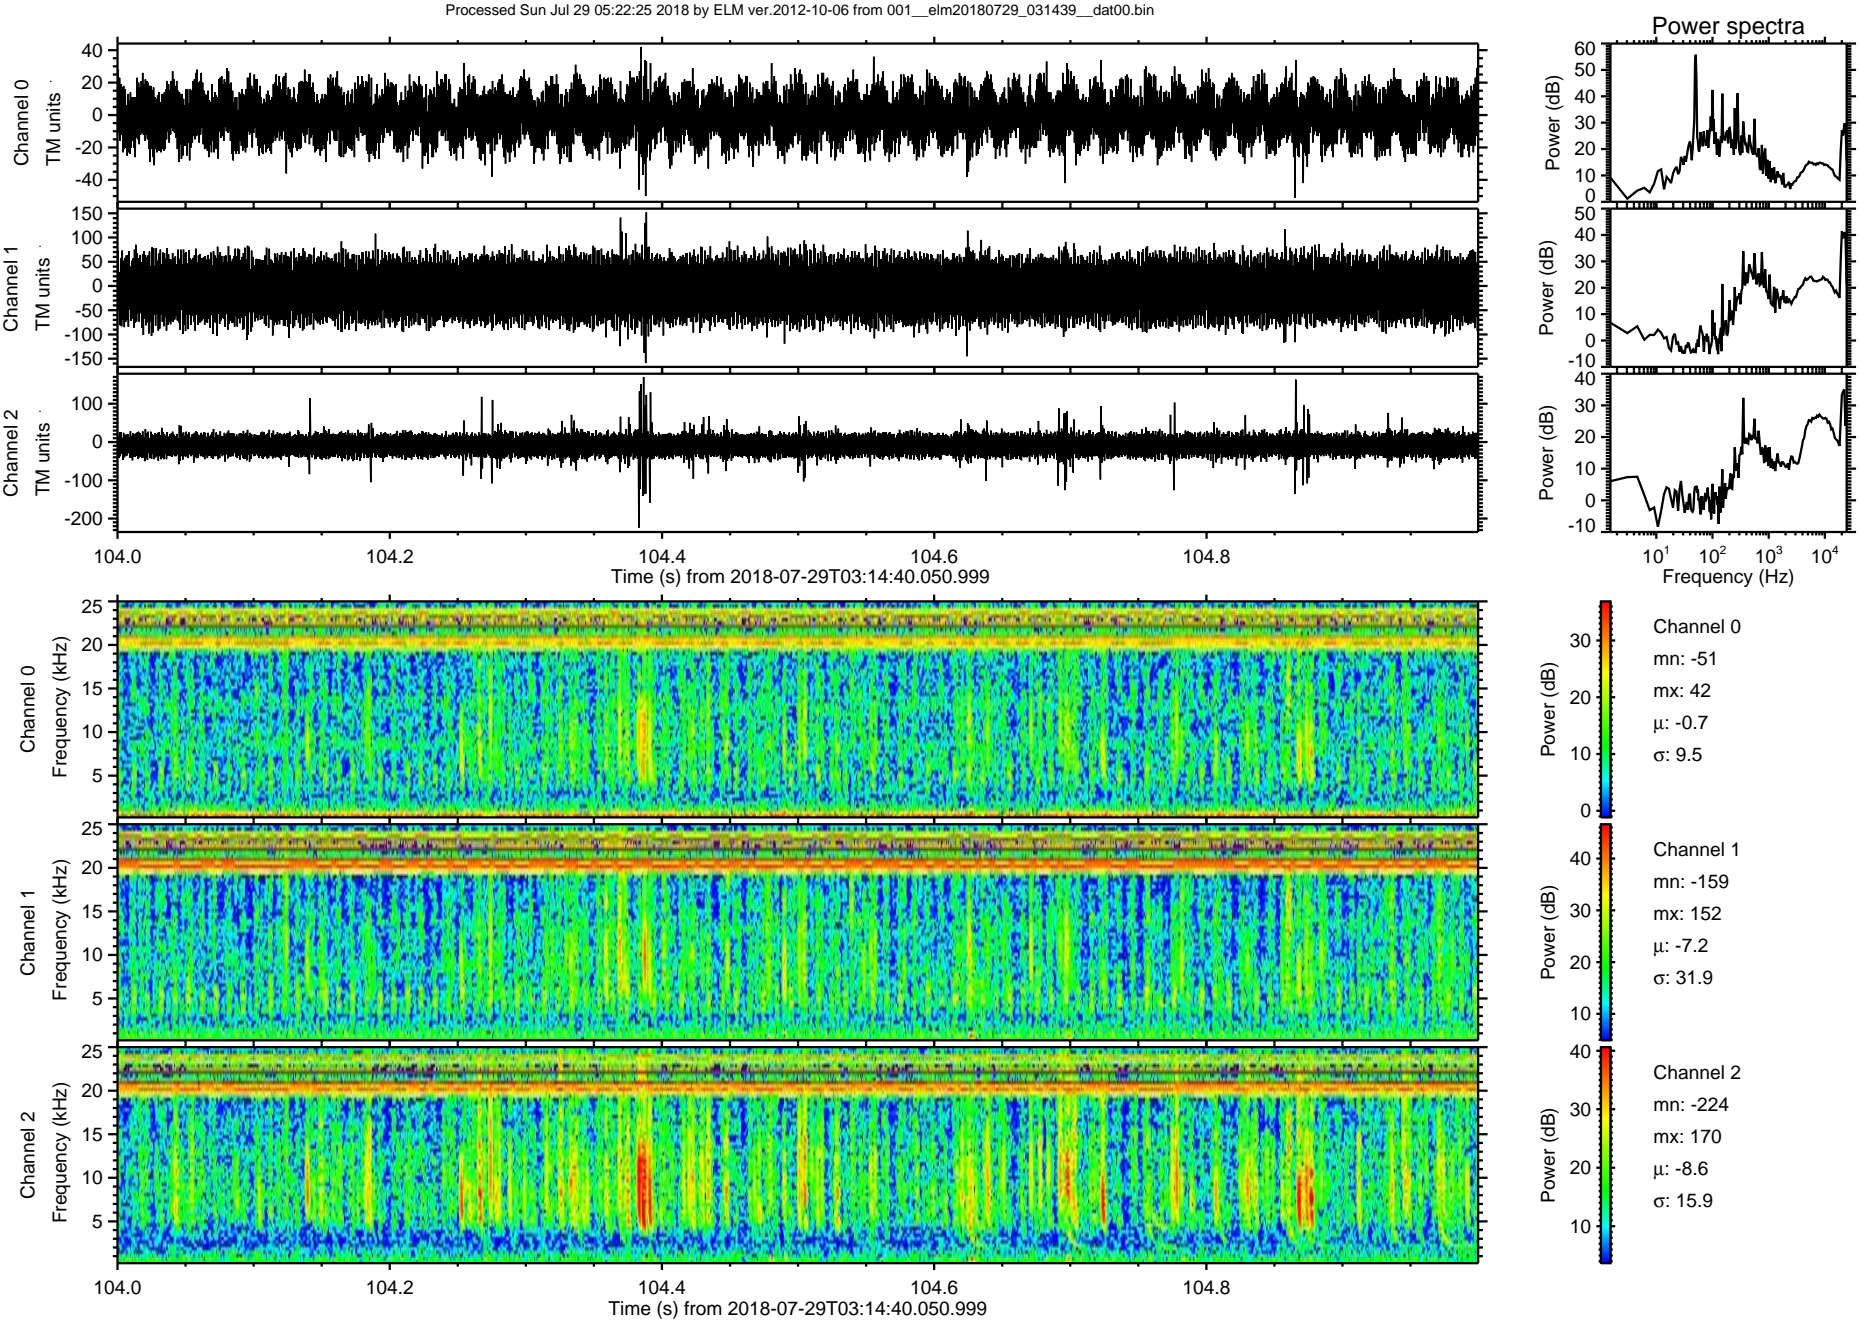 Processed Sun Jul 29 05:22:25 2018 by ELM ver.2012-10-06 from 001__elm20180729_031439__dat00.bin
Power spectra
Channel 0
TM units
40
20
0
-20
-40
Power (dB)
60
50
40
30
20
10
0
Channel 1
TM units
150
100
50
0
-50
-100
-150
Power (dB)
50
40
30
20
10
0
-10
Channel 2
TM units
100
0
-100
-200
Power (dB)
40
30
20
10
0
-10
104.0 104.2 104.4 104.6 104.8
Time (s) from 2018-07-29T03:14:40.050.999
10¹ 10² 10³ 10⁴
Frequency (Hz)
Channel 0
Frequency (kHz)
25
20
15
10
5
Power (dB)
30
20
10
0
Channel 0
mn: -51
mx: 42
μ: -0.7
σ: 9.5
Channel 1
Frequency (kHz)
25
20
15
10
5
Power (dB)
40
30
20
10
Channel 1
mn: -159
mx: 152
μ: -7.2
σ: 31.9
Channel 2
Frequency (kHz)
25
20
15
10
5
Power (dB)
40
30
20
10
Channel 2
mn: -224
mx: 170
μ: -8.6
σ: 15.9
104.0 104.2 104.4 104.6 104.8
Time (s) from 2018-07-29T03:14:40.050.999